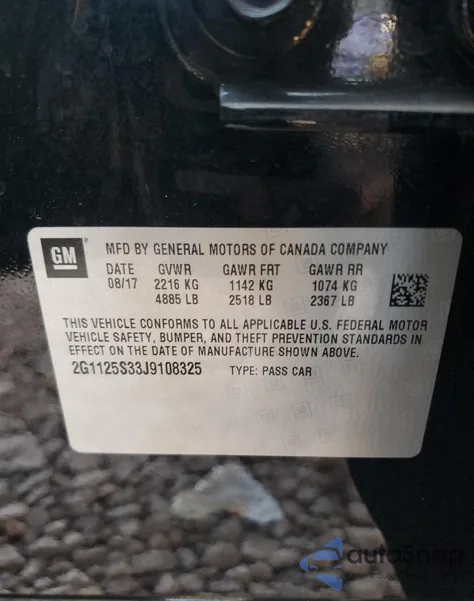 GM
MFD BY GENERAL MOTORS OF CANADA COMPANY
DATE GVWR GAWR FRT GAWR RR
08/17 2216 KG 1142 KG 1074 KG
4885 LB 2518 LB 2367 LB
THIS VEHICLE CONFORMS TO ALL APPLICABLE U.S. FEDERAL MOTOR
VEHICLE SAFETY, BUMPER, AND THEFT PREVENTION STANDARDS IN
EFFECT ON THE DATE OF MANUFACTURE SHOWN ABOVE.
2G1125S33J9108325 TYPE: PASS CAR
autoSnap